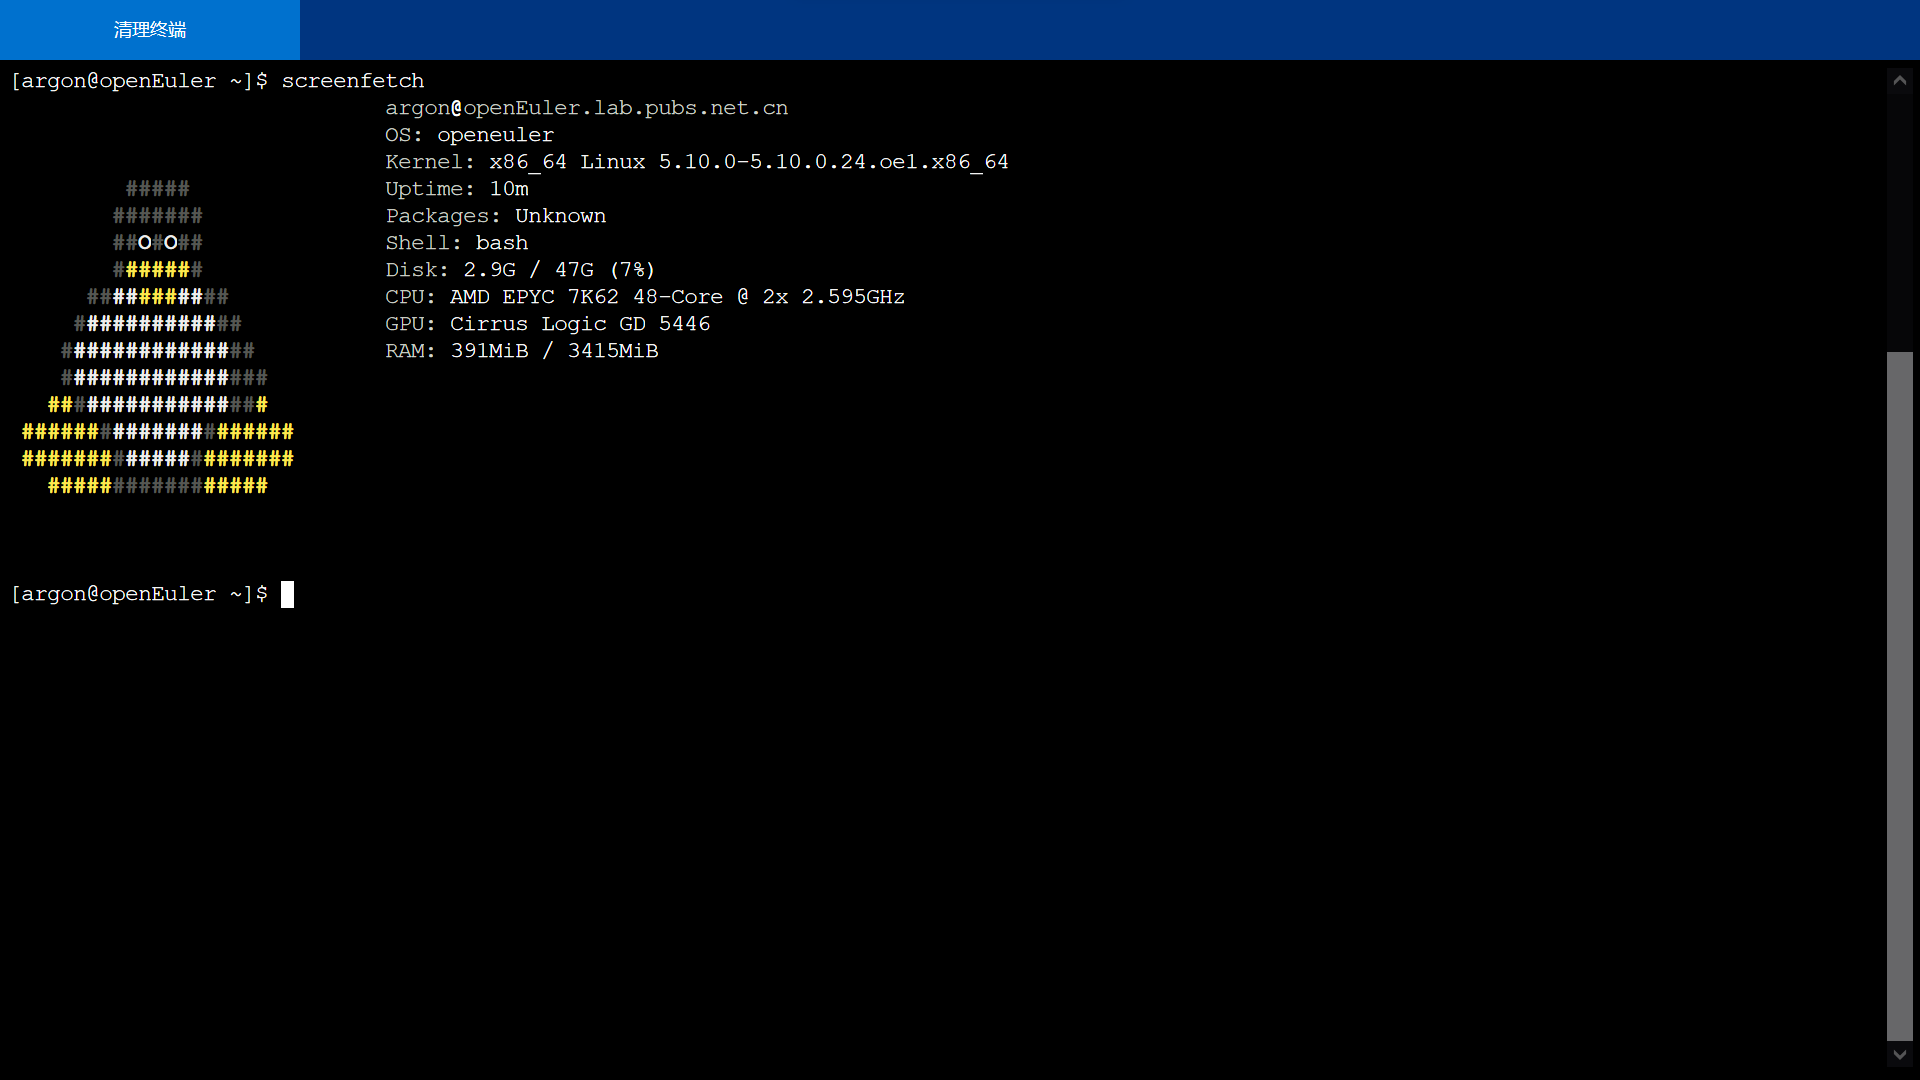 清理终端
[argon@openEuler ~]$ screenfetch
argon@openEuler.lab.pubs.net.cn
OS: openeuler
Kernel: x86_64 Linux 5.10.0-5.10.0.24.oe1.x86_64
##### Uptime: 10m
####### Packages: Unknown
##O#O## Shell: bash
####### Disk: 2.9G / 47G (7%)
########### CPU: AMD EPYC 7K62 48-Core @ 2x 2.595GHz
############# GPU: Cirrus Logic GD 5446
############### RAM: 391MiB / 3415MiB
################
#################
#####################
#####################
#################
[argon@openEuler ~]$